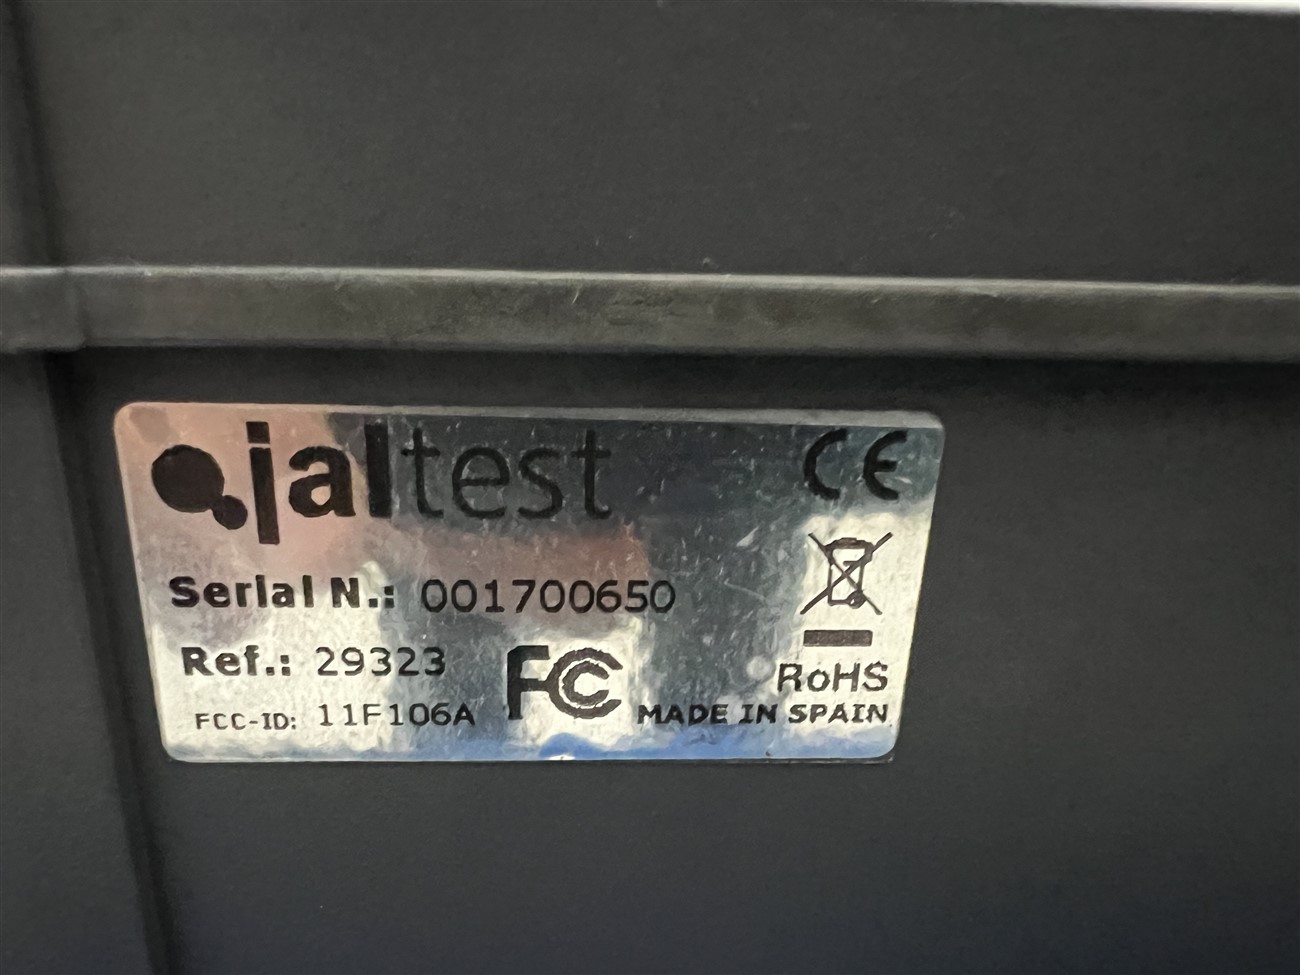 jaltest
CE
Serial N.: 001700650
Ref.: 29323
FC
RoHS
FCC-ID: 11F106A
MADE IN SPAIN